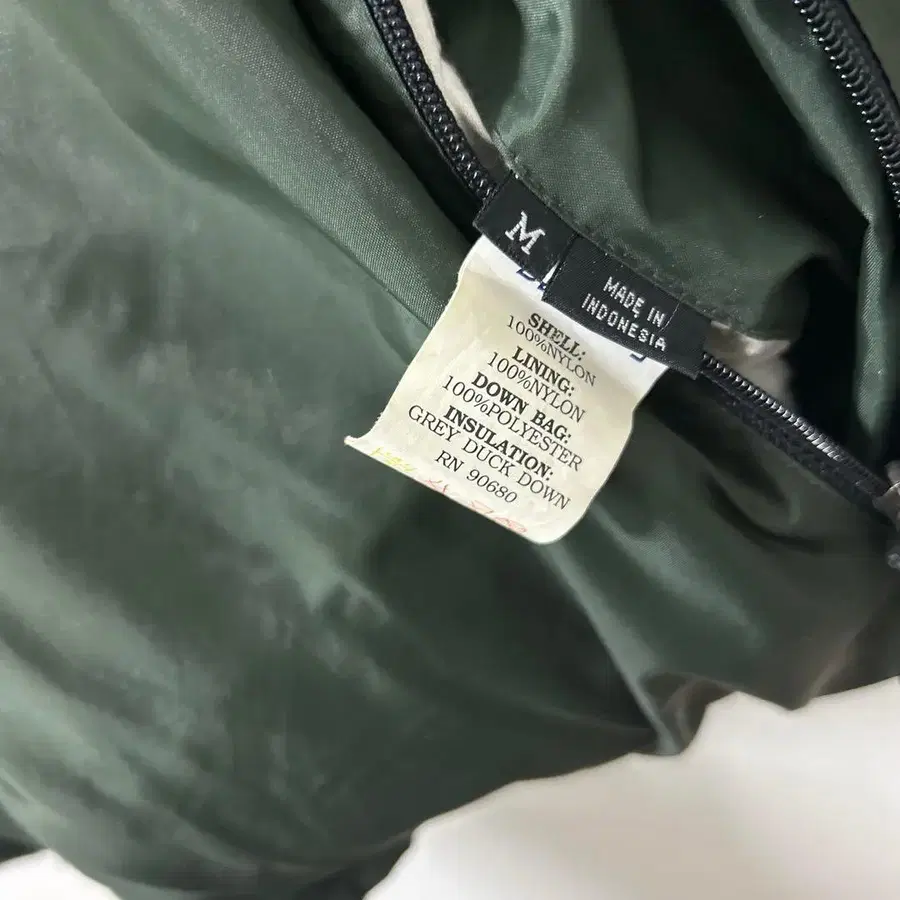 M
MADE IN
INDONESIA
SHELL:
100%NYLON
LINING:
100%NYLON
DOWN BAG:
100%POLYESTER
INSULATION:
GREY DUCK DOWN
RN 90680